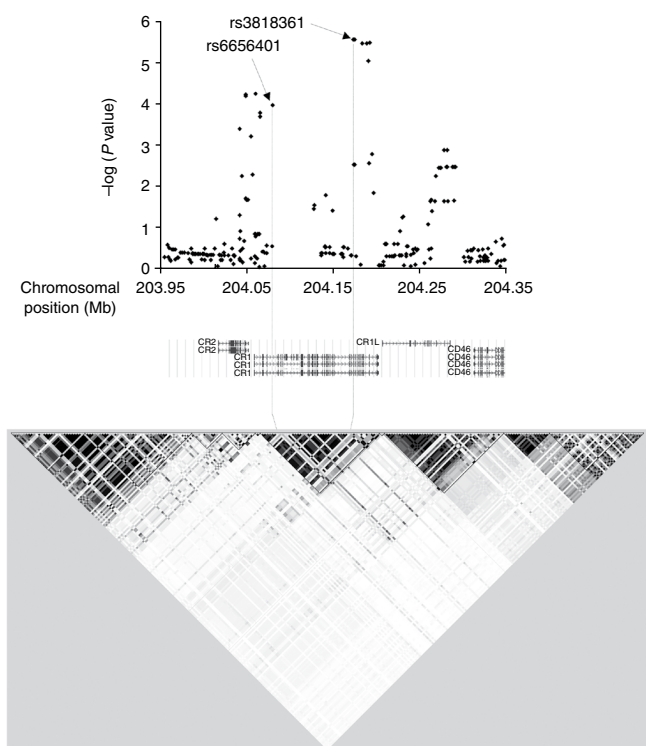 6
rs3818361
rs6656401
5
4
3
2
1
0
–log (P value)
Chromosomal
position (Mb)
203.95 204.05 204.15 204.25 204.35
CR2
CR2
CR1
CR1
CR1
CR1L
CD46
CD46
CD46
CD46